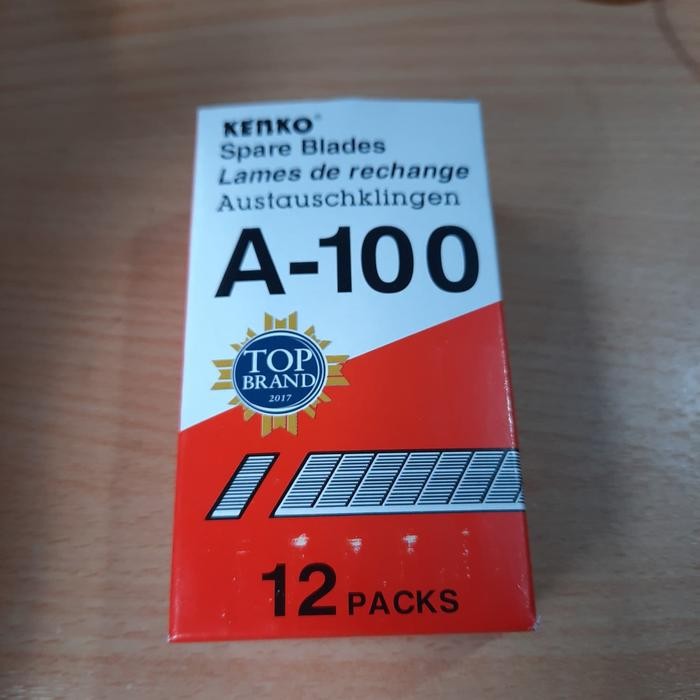 KENKO®
Spare Blades
Lames de rechange
Austauschklingen
A-100
TOP
BRAND
2017
12 PACKS